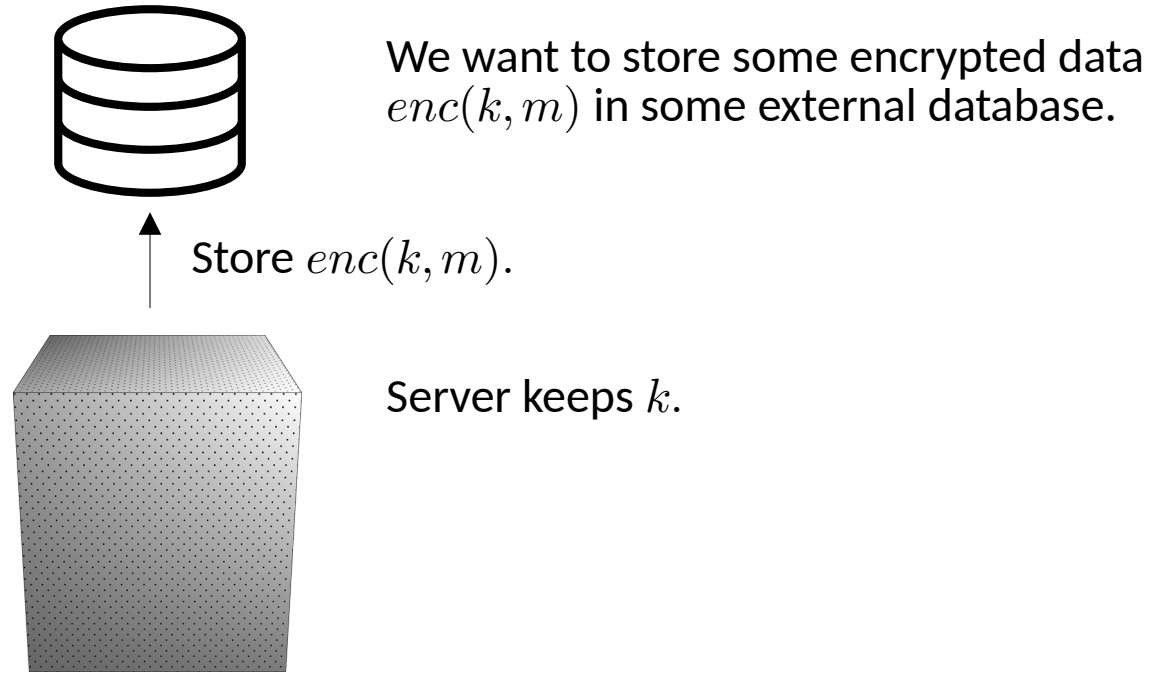 We want to store some encrypted data
enc(k, m) in some external database.
Store enc(k, m).
Server keeps k.